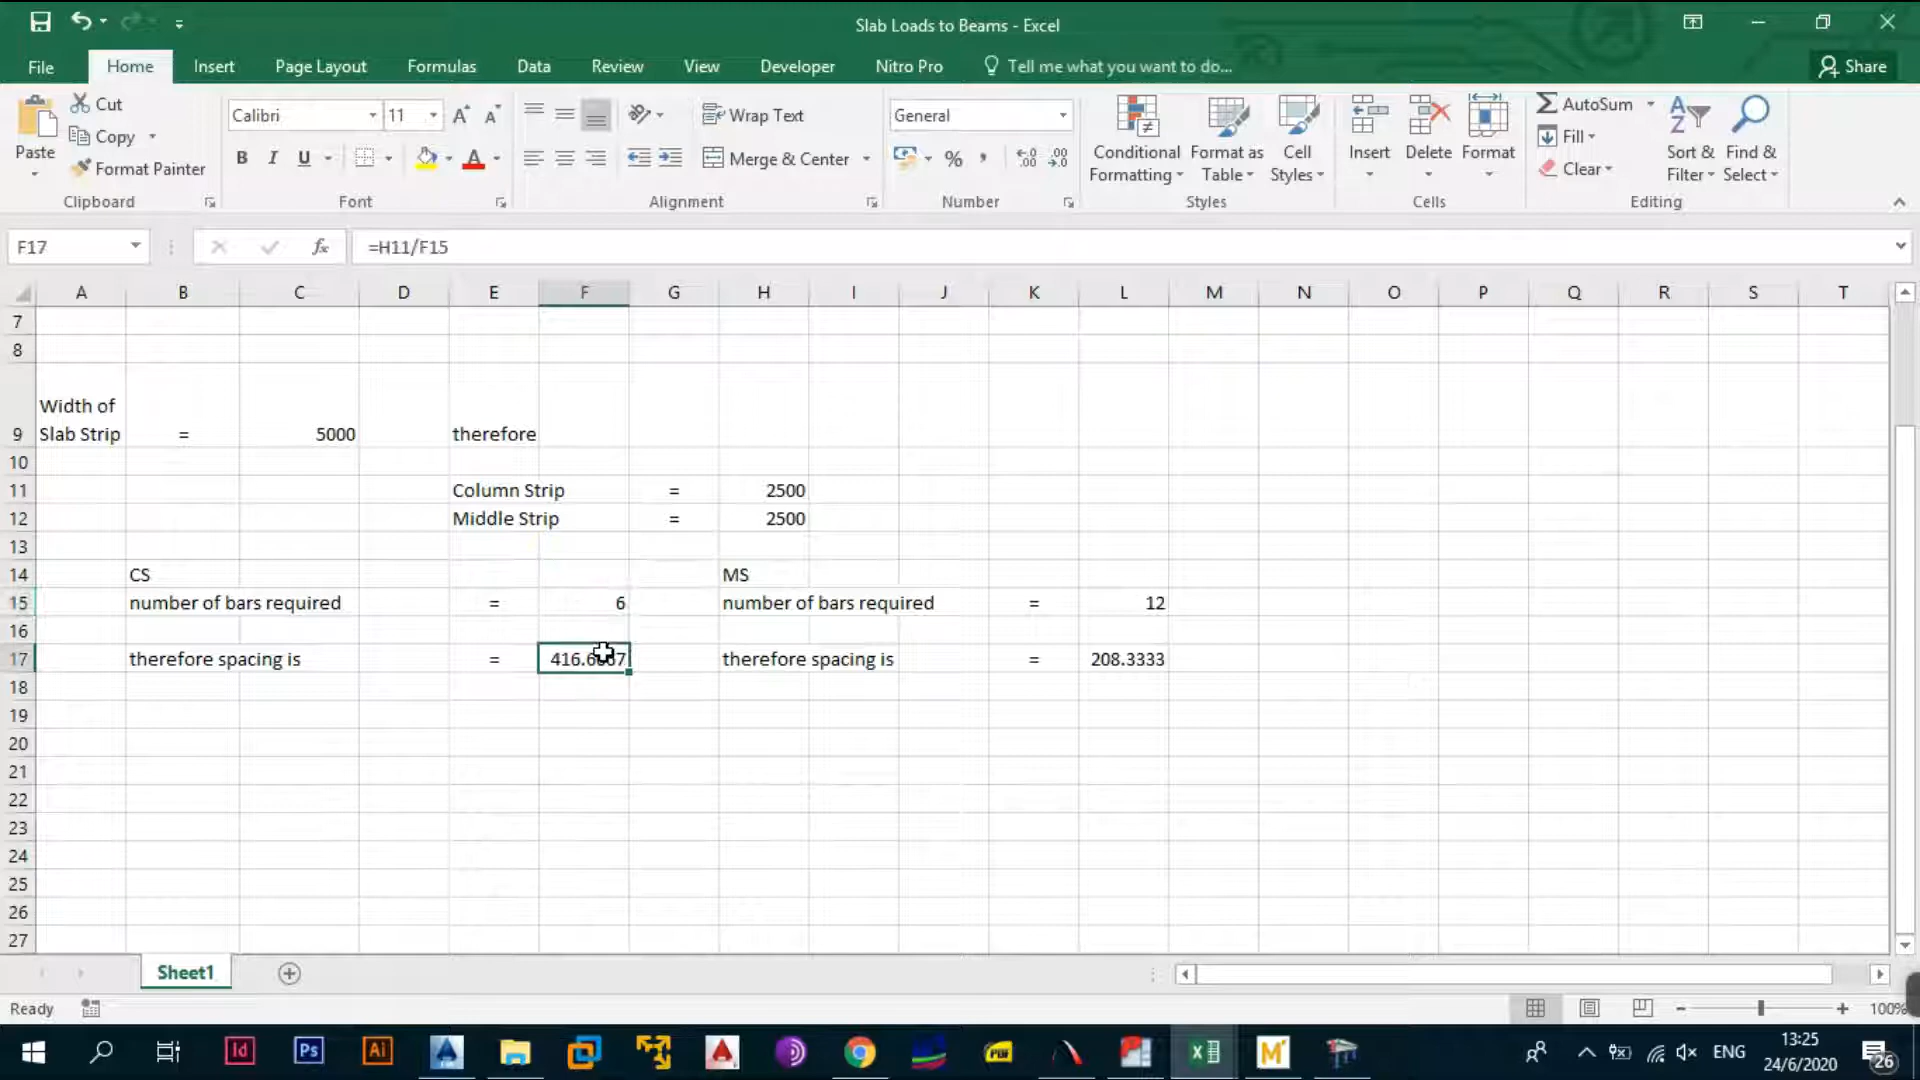 Slab Loads to Beams - Excel
File Home Insert Page Layout Formulas Data Review View Developer Nitro Pro Tell me what you want to do... Share
Paste
Cut
Copy
Format Painter
Clipboard
Calibri 11
B I U
Font
Wrap Text
Merge & Center
Alignment
General
%
Number
Conditional Formatting
Format as Table
Cell Styles
Styles
Insert Delete Format
Cells
AutoSum
Fill
Clear
Sort & Filter
Find & Select
Editing
F17 fx =H11/F15
A B C D E F G H I J K L M N O P Q R S T
7
8
Width of
9 Slab Strip = 5000 therefore
10
11 Column Strip = 2500
12 Middle Strip = 2500
13
14 CS MS
15 number of bars required = 6 number of bars required = 12
16
17 therefore spacing is = therefore spacing is = 208.3333
18
19
20
21
22
23
24
25
26
27
Sheet1
Ready 100%
Id Ps Ai PDF M ENG 13:25
24/6/2020 26